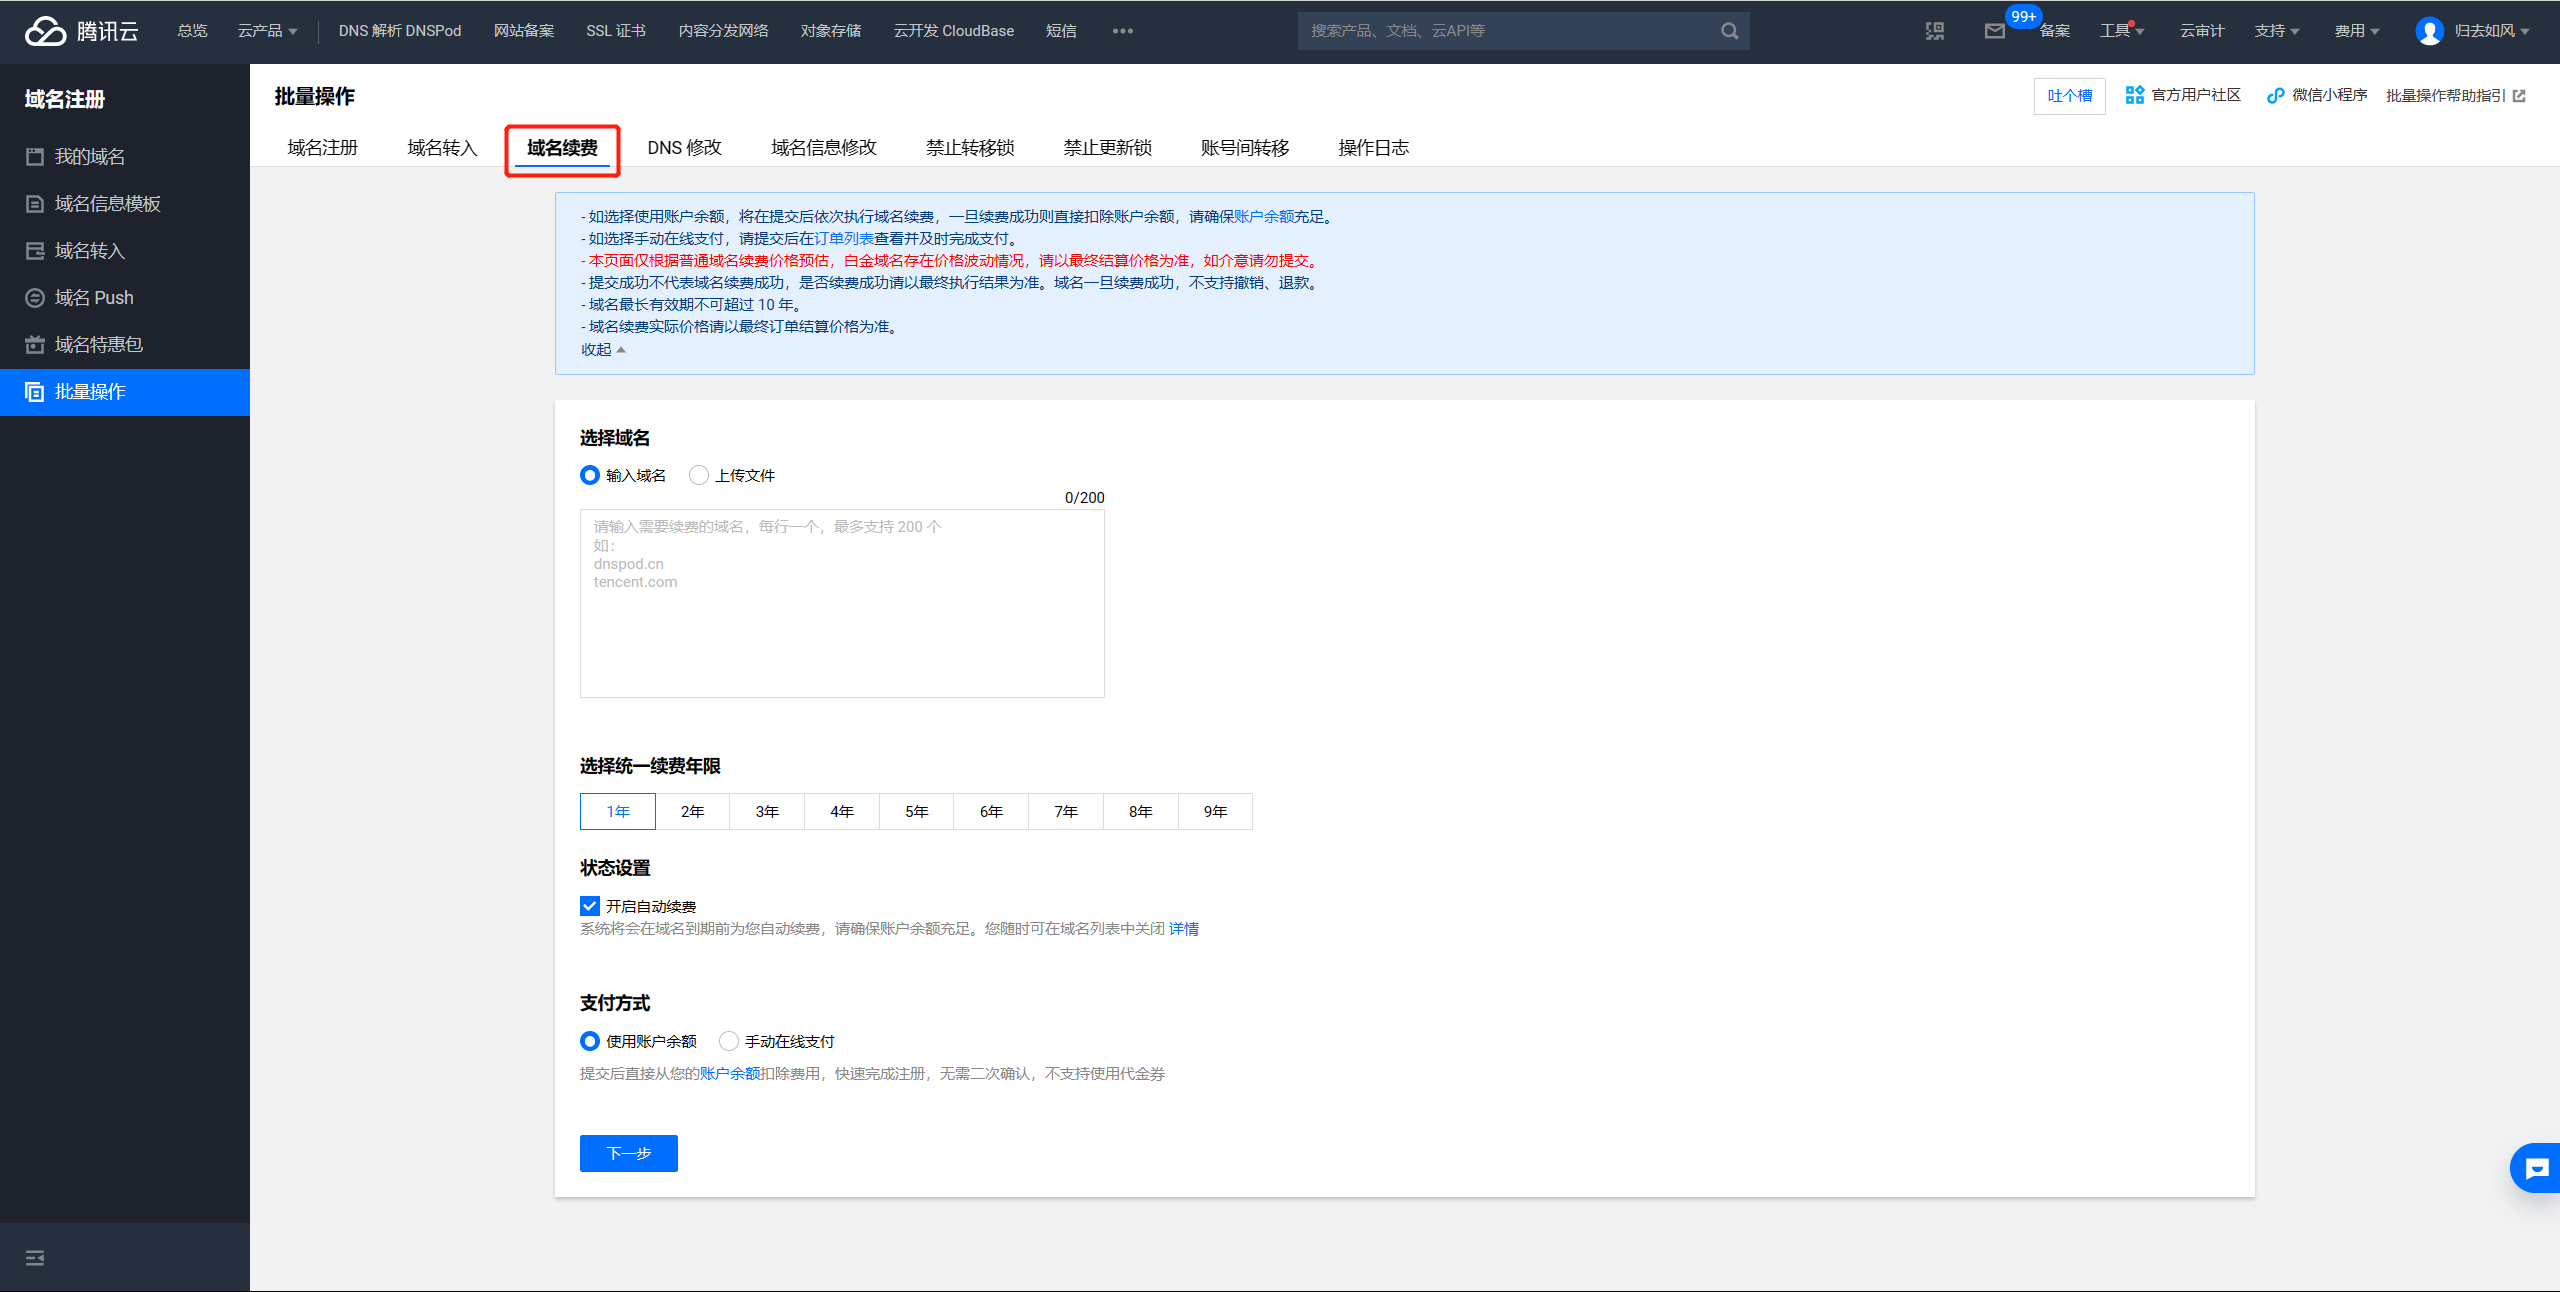 腾讯云
总览
云产品
DNS 解析 DNSPod
网站备案
SSL 证书
内容分发网络
对象存储
云开发 CloudBase
短信
搜索产品、文档、云API等
99+
备案
工具
云审计
支持
费用
归去如风
域名注册
我的域名
域名信息模板
域名转入
域名 Push
域名特惠包
批量操作
批量操作
吐个槽
官方用户社区
微信小程序
批量操作帮助指引
域名注册
域名转入
域名续费
DNS 修改
域名信息修改
禁止转移锁
禁止更新锁
账号间转移
操作日志
- 如选择使用账户余额，将在提交后依次执行域名续费，一旦续费成功则直接扣除账户余额，请确保账户余额充足。
- 如选择手动在线支付，请提交后在订单列表查看并及时完成支付。
- 本页面仅根据普通域名续费价格预估，白金域名存在价格波动情况，请以最终结算价格为准，如介意请勿提交。
- 提交成功不代表域名续费成功，是否续费成功请以最终执行结果为准。域名一旦续费成功，不支持撤销、退款。
- 域名最长有效期不可超过 10 年。
- 域名续费实际价格请以最终订单结算价格为准。
收起
选择域名
输入域名
上传文件
0/200
请输入需要续费的域名，每行一个，最多支持 200 个
如：
dnspod.cn
tencent.com
选择统一续费年限
1年
2年
3年
4年
5年
6年
7年
8年
9年
状态设置
开启自动续费
系统将会在域名到期前为您自动续费，请确保账户余额充足。您随时可在域名列表中关闭 详情
支付方式
使用账户余额
手动在线支付
提交后直接从您的账户余额扣除费用，快速完成注册，无需二次确认，不支持使用代金券
下一步